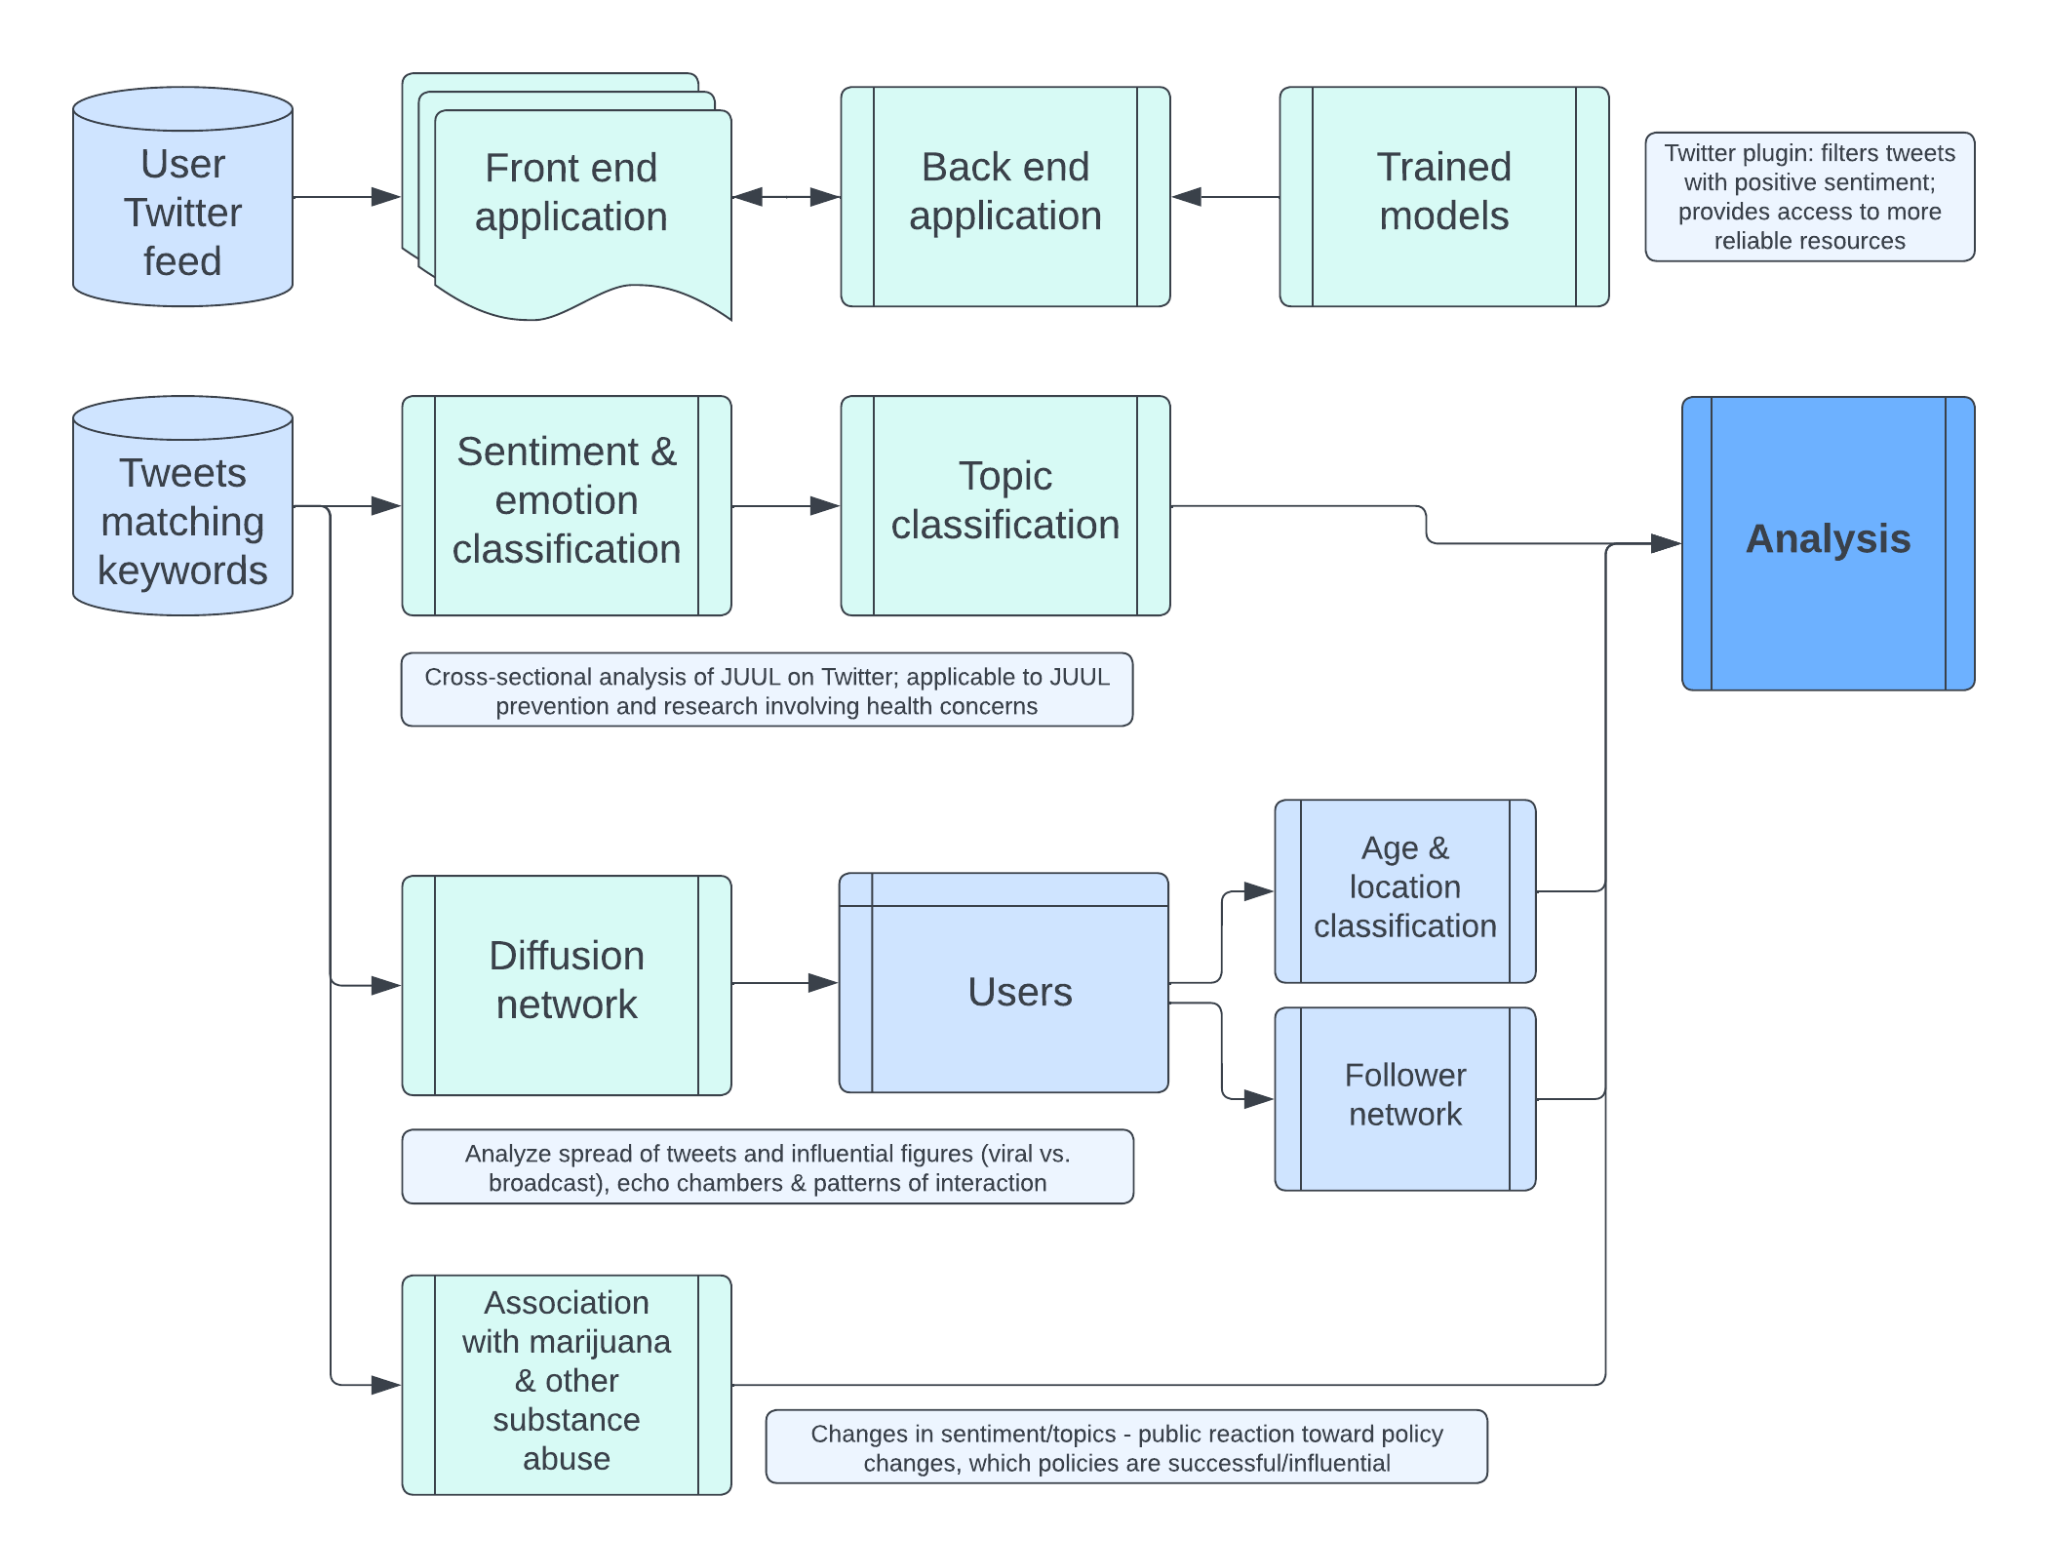 User
Twitter
feed
Front end
application
Back end
application
Trained
models
Twitter plugin: filters tweets
with positive sentiment;
provides access to more
reliable resources
Tweets
matching
keywords
Sentiment &
emotion
classification
Topic
classification
Analysis
Cross-sectional analysis of JUUL on Twitter; applicable to JUUL
prevention and research involving health concerns
Diffusion
network
Users
Age &
location
classification
Follower
network
Analyze spread of tweets and influential figures (viral vs.
broadcast), echo chambers & patterns of interaction
Association
with marijuana
& other
substance
abuse
Changes in sentiment/topics - public reaction toward policy
changes, which policies are successful/influential